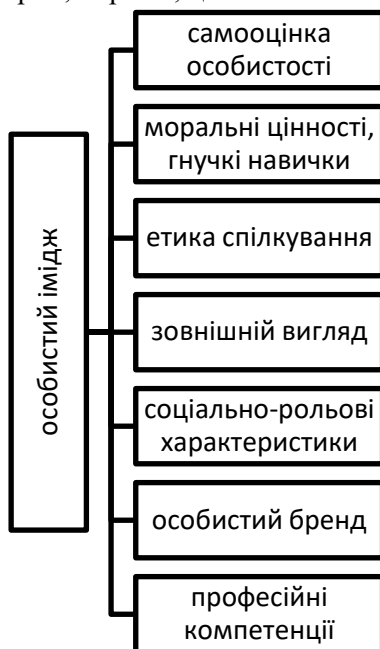 самооцінка
особистості
моральні цінності,
гнучкі навички
етика спілкування
особистий імідж
зовнішній вигляд
соціально-рольові
характеристики
особистий бренд
професійні
компетенції